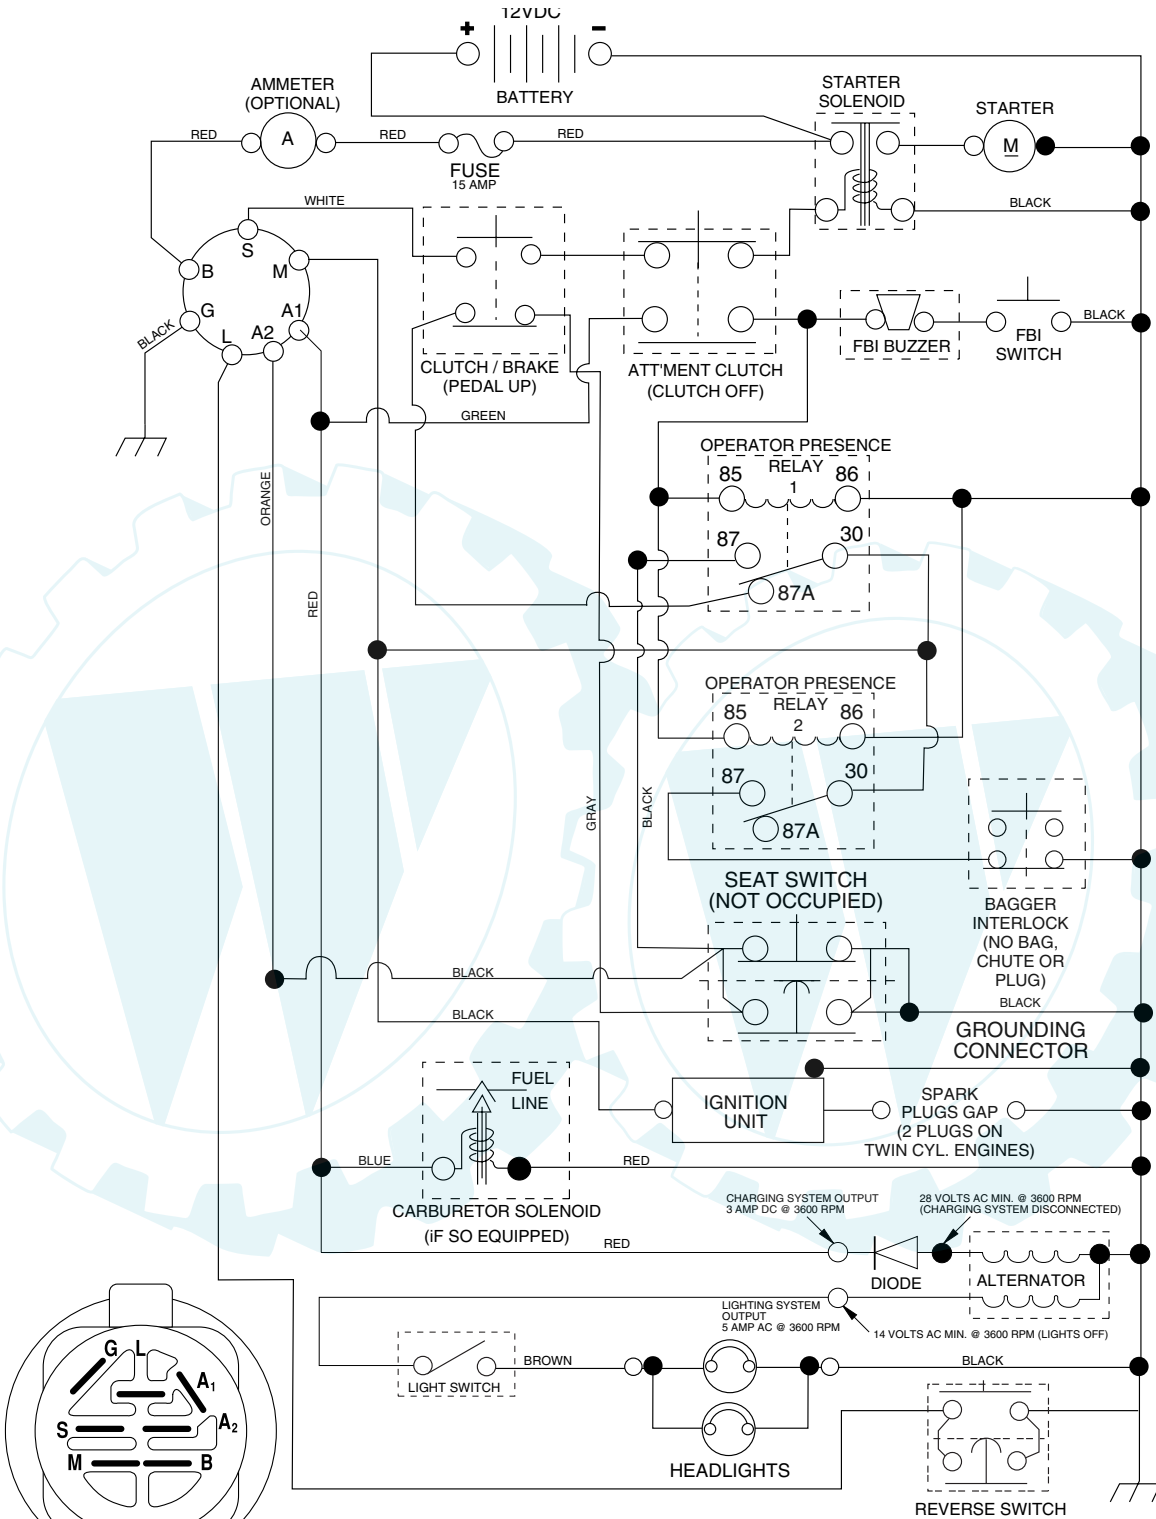 12VDC
+
−
BATTERY
AMMETER
(OPTIONAL)
STARTER
SOLENOID
STARTER
RED
A
RED
RED
M
FUSE
15 AMP
WHITE
BLACK
S
B
M
G
A1
L
A2
BLACK
CLUTCH / BRAKE
(PEDAL UP)
ATT'MENT CLUTCH
(CLUTCH OFF)
FBI BUZZER
FBI
SWITCH
BLACK
GREEN
ORANGE
RED
OPERATOR PRESENCE
RELAY
1
85
86
87
30
87A
OPERATOR PRESENCE
RELAY
2
85
86
87
30
87A
GRAY
BLACK
SEAT SWITCH
(NOT OCCUPIED)
BAGGER
INTERLOCK
(NO BAG,
CHUTE OR
PLUG)
BLACK
BLACK
BLACK
GROUNDING
CONNECTOR
FUEL
LINE
IGNITION
UNIT
SPARK
PLUGS GAP
(2 PLUGS ON
TWIN CYL. ENGINES)
BLUE
RED
CARBURETOR SOLENOID
(iF SO EQUIPPED)
CHARGING SYSTEM OUTPUT
3 AMP DC @ 3600 RPM
28 VOLTS AC MIN. @ 3600 RPM
(CHARGING SYSTEM DISCONNECTED)
RED
DIODE
ALTERNATOR
LIGHTING SYSTEM
OUTPUT
5 AMP AC @ 3600 RPM
14 VOLTS AC MIN. @ 3600 RPM (LIGHTS OFF)
BROWN
LIGHT SWITCH
BLACK
HEADLIGHTS
REVERSE SWITCH
G
L
A1
S
A2
M
B